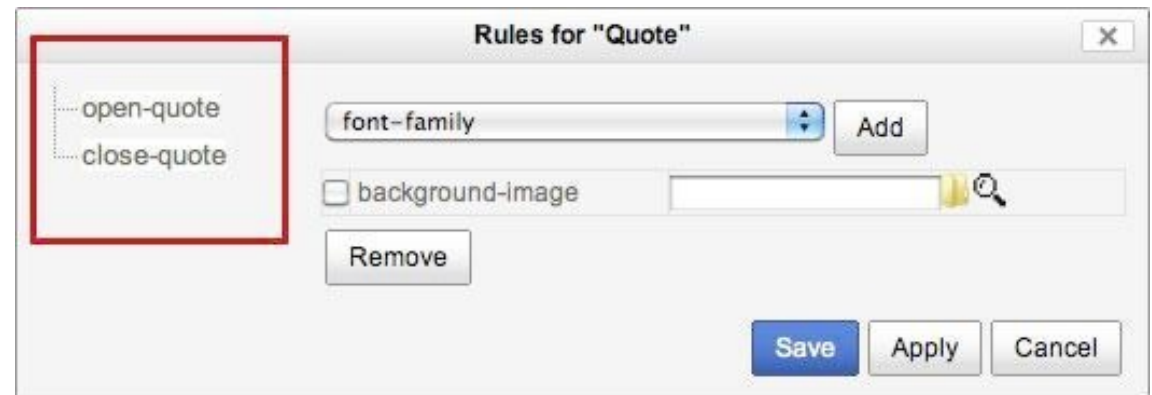 Rules for "Quote"
open-quote
close-quote
font-family
Add
background-image
Remove
Save
Apply
Cancel